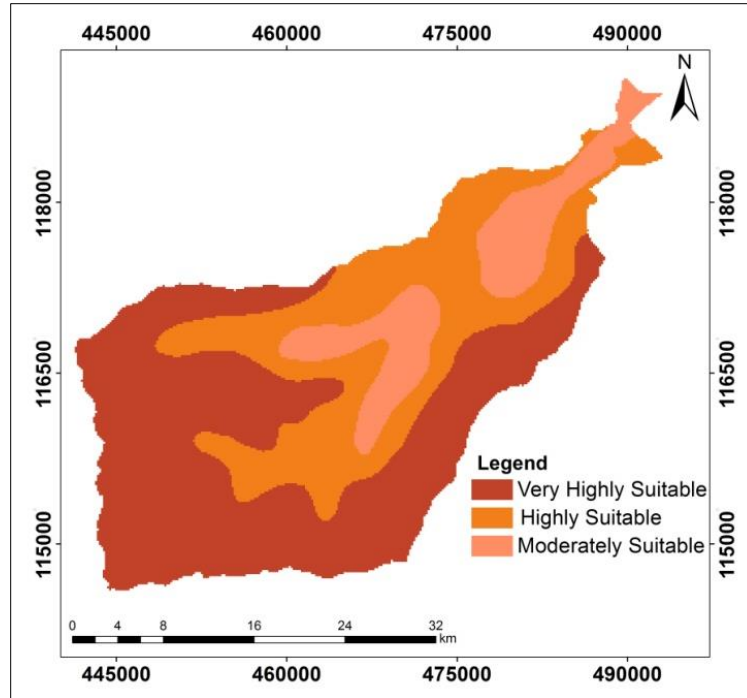 445000 460000 475000 490000
N
118000 118000
116500 116500
Legend
Very Highly Suitable
Highly Suitable
Moderately Suitable
115000 115000
0 4 8 16 24 32
km
445000 460000 475000 490000